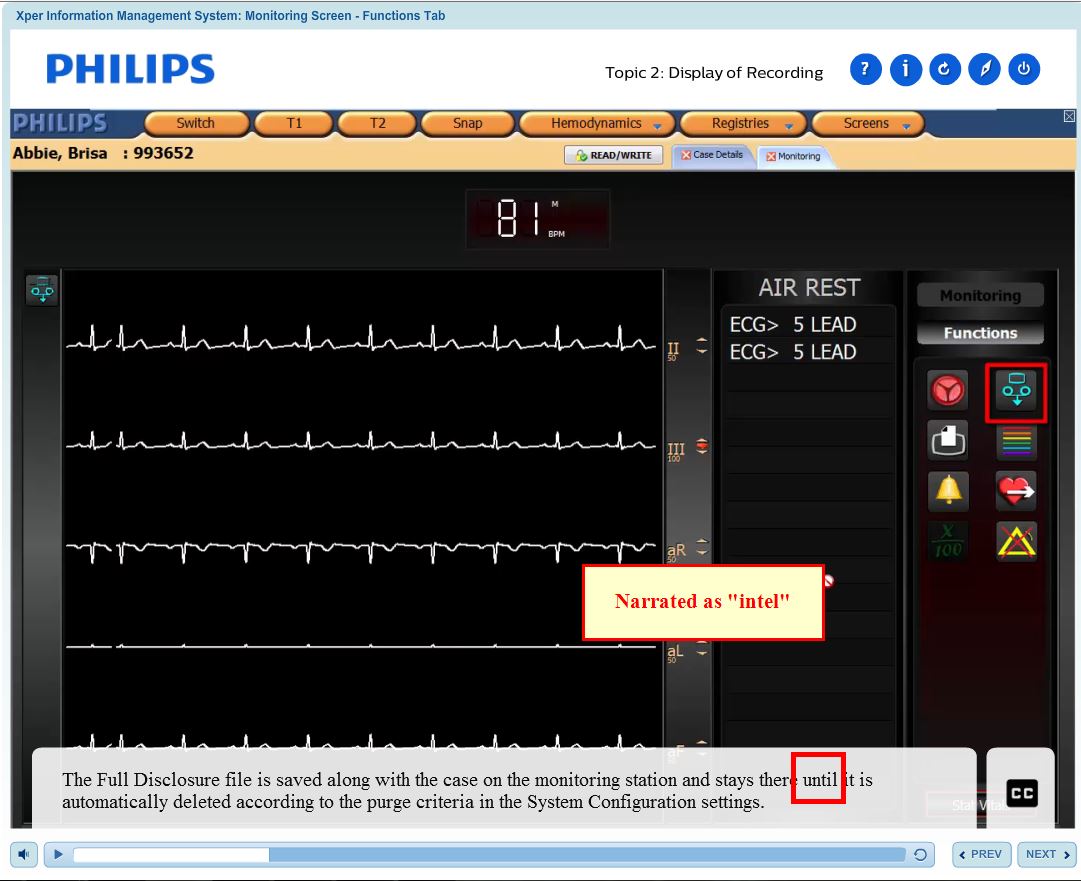 Xper Information Management System: Monitoring Screen - Functions Tab
PHILIPS
Topic 2: Display of Recording
? i
PHILIPS Switch T1 T2 Snap Hemodynamics Registries Screens
Abbie, Brisa : 993652 READ/WRITE Case Details Monitoring
81 M
BPM
AIR REST
Monitoring
ECG> 5 LEAD
Functions
ECG> 5 LEAD
II
50
III
100
X
100
aR
50
Narrated as "intel"
aL
50
aF
The Full Disclosure file is saved along with the case on the monitoring station and stays there until it is
automatically deleted according to the purge criteria in the System Configuration settings.
CC
PREV NEXT